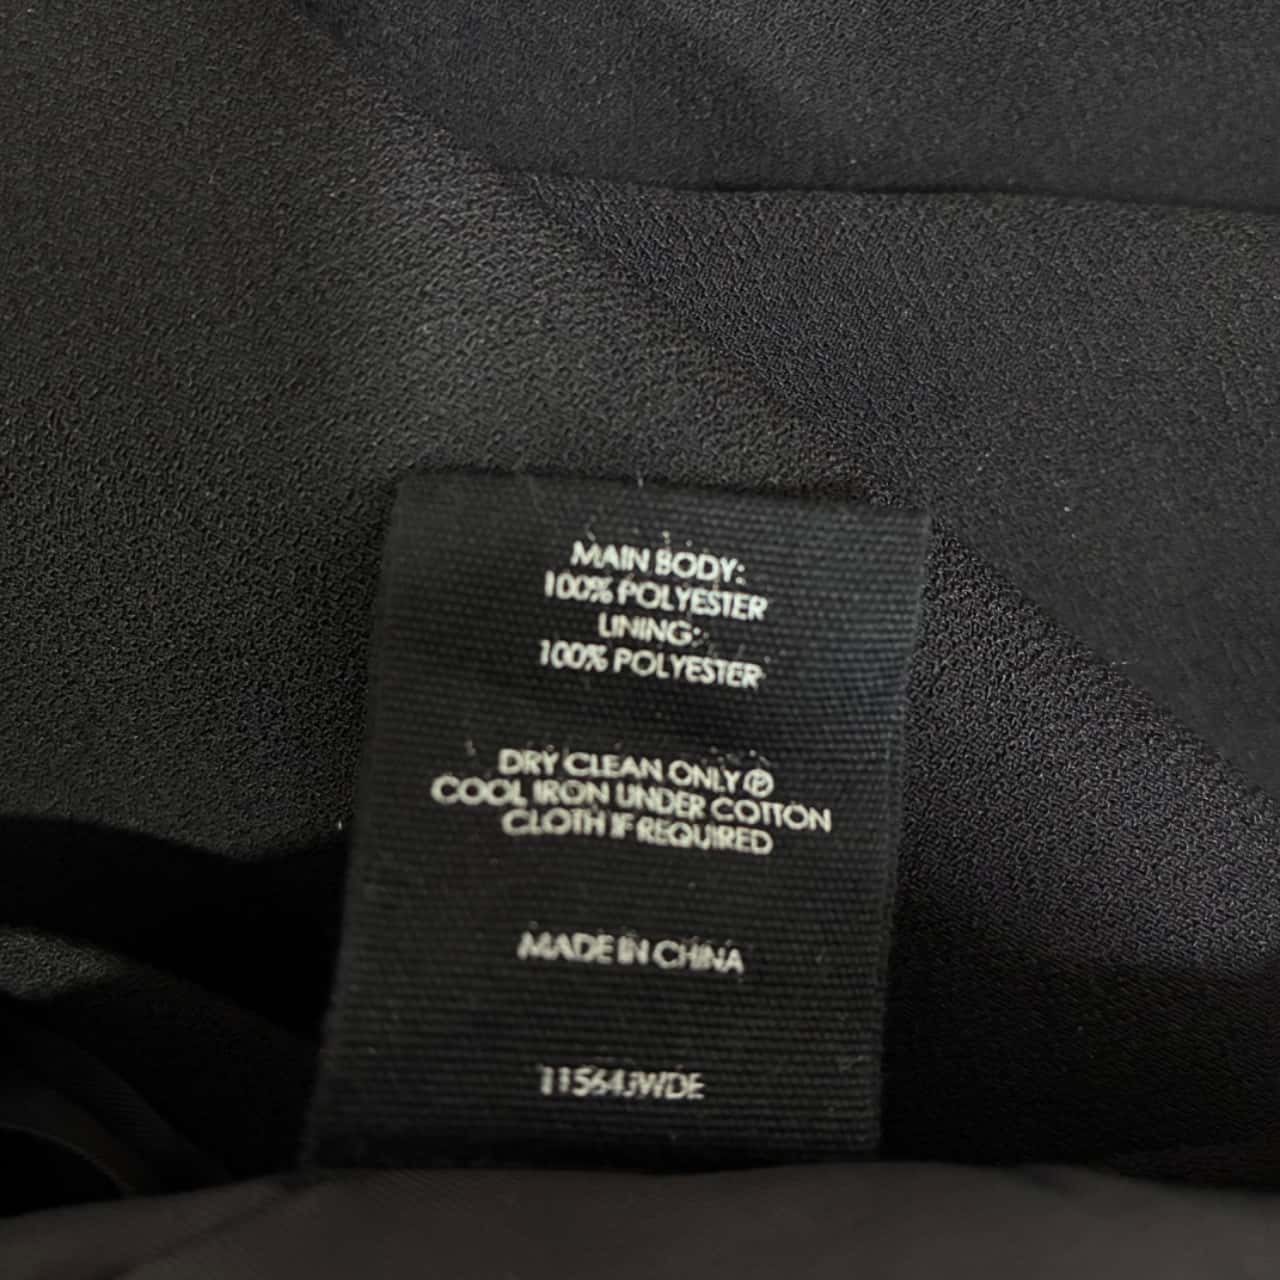 MAIN BODY:
100% POLYESTER
LINING:
100% POLYESTER
DRY CLEAN ONLY Ⓟ
COOL IRON UNDER COTTON
CLOTH IF REQUIRED
MADE IN CHINA